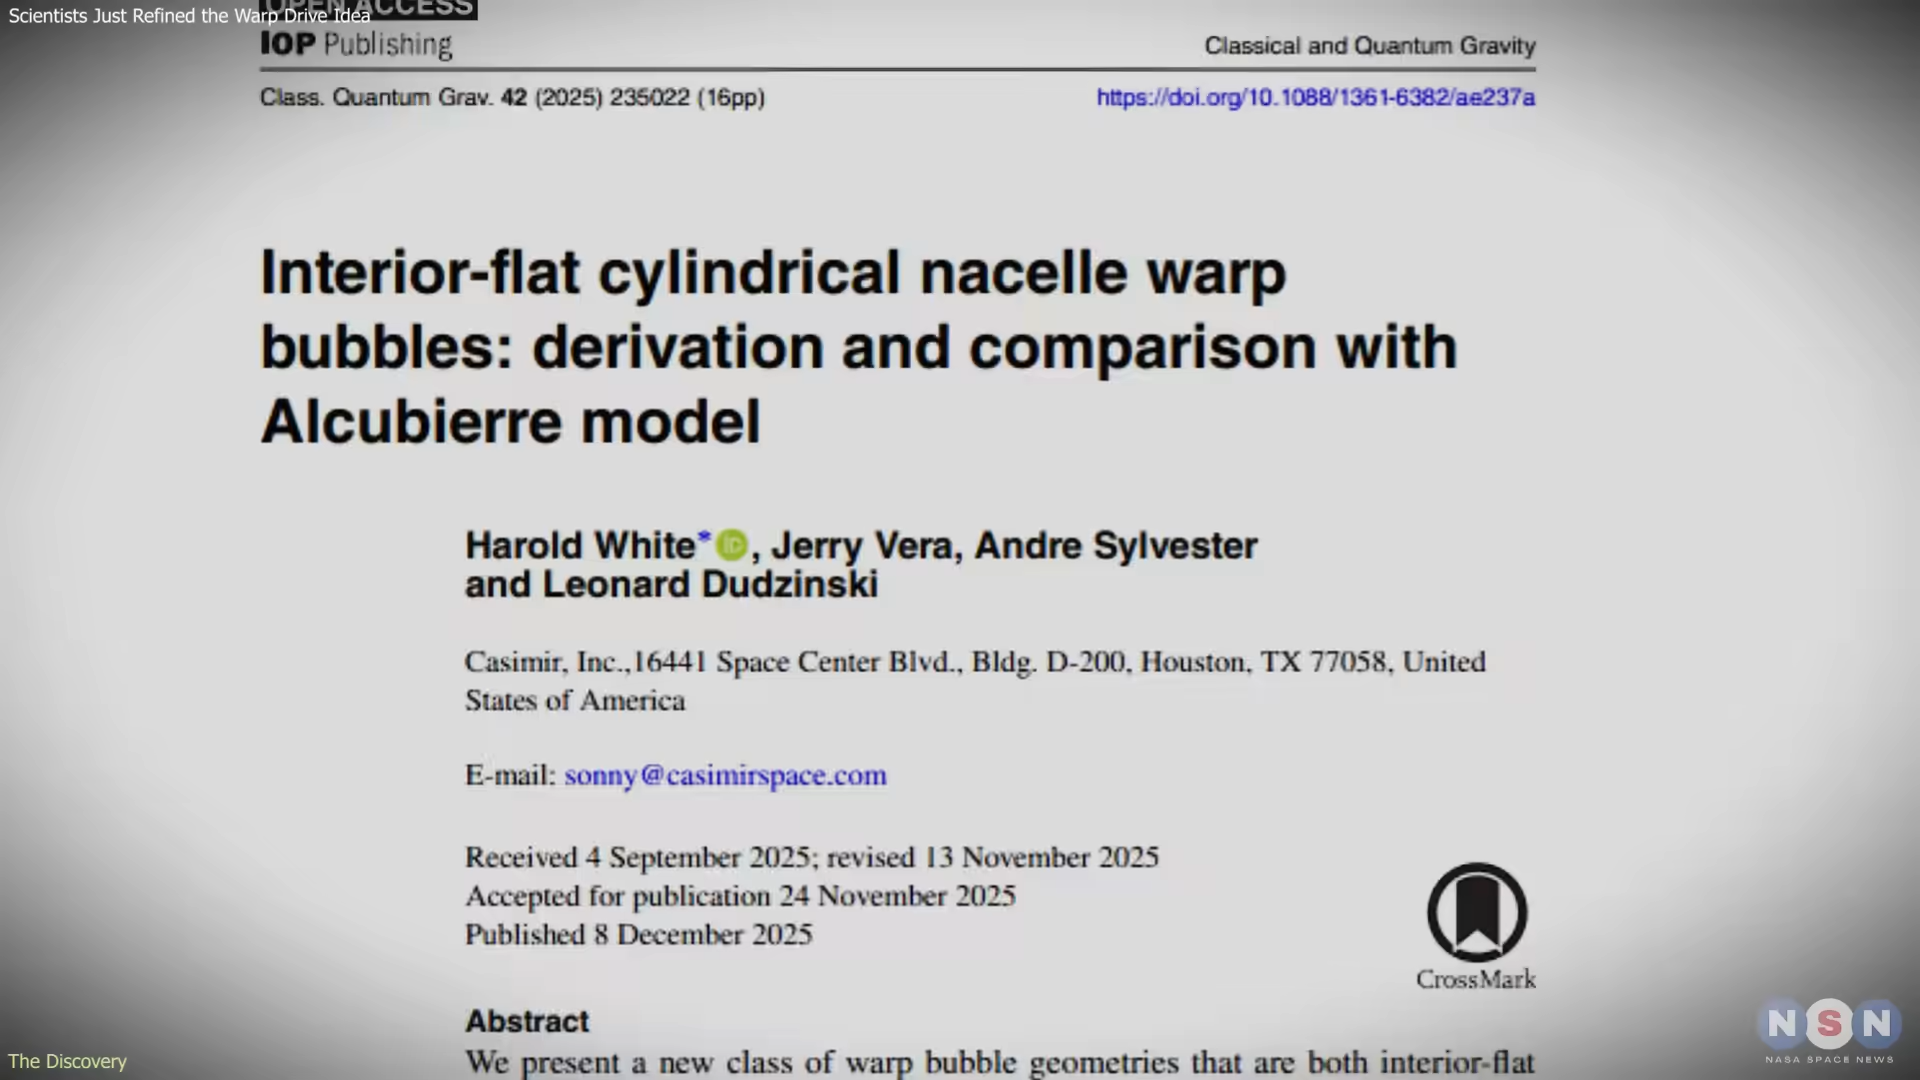 Scientists Just Refined the Warp Drive Idea
OPEN ACCESS
IOP Publishing
Classical and Quantum Gravity
Class. Quantum Grav. 42 (2025) 235022 (16pp)
https://doi.org/10.1088/1361-6382/ae237a
Interior-flat cylindrical nacelle warp
bubbles: derivation and comparison with
Alcubierre model
Harold White* iD, Jerry Vera, Andre Sylvester
and Leonard Dudzinski
Casimir, Inc.,16441 Space Center Blvd., Bldg. D-200, Houston, TX 77058, United
States of America
E-mail: sonny@casimirspace.com
Received 4 September 2025; revised 13 November 2025
Accepted for publication 24 November 2025
Published 8 December 2025
CrossMark
Abstract
We present a new class of warp bubble geometries that are both interior-flat
The Discovery
NSN
NASA SPACE NEWS